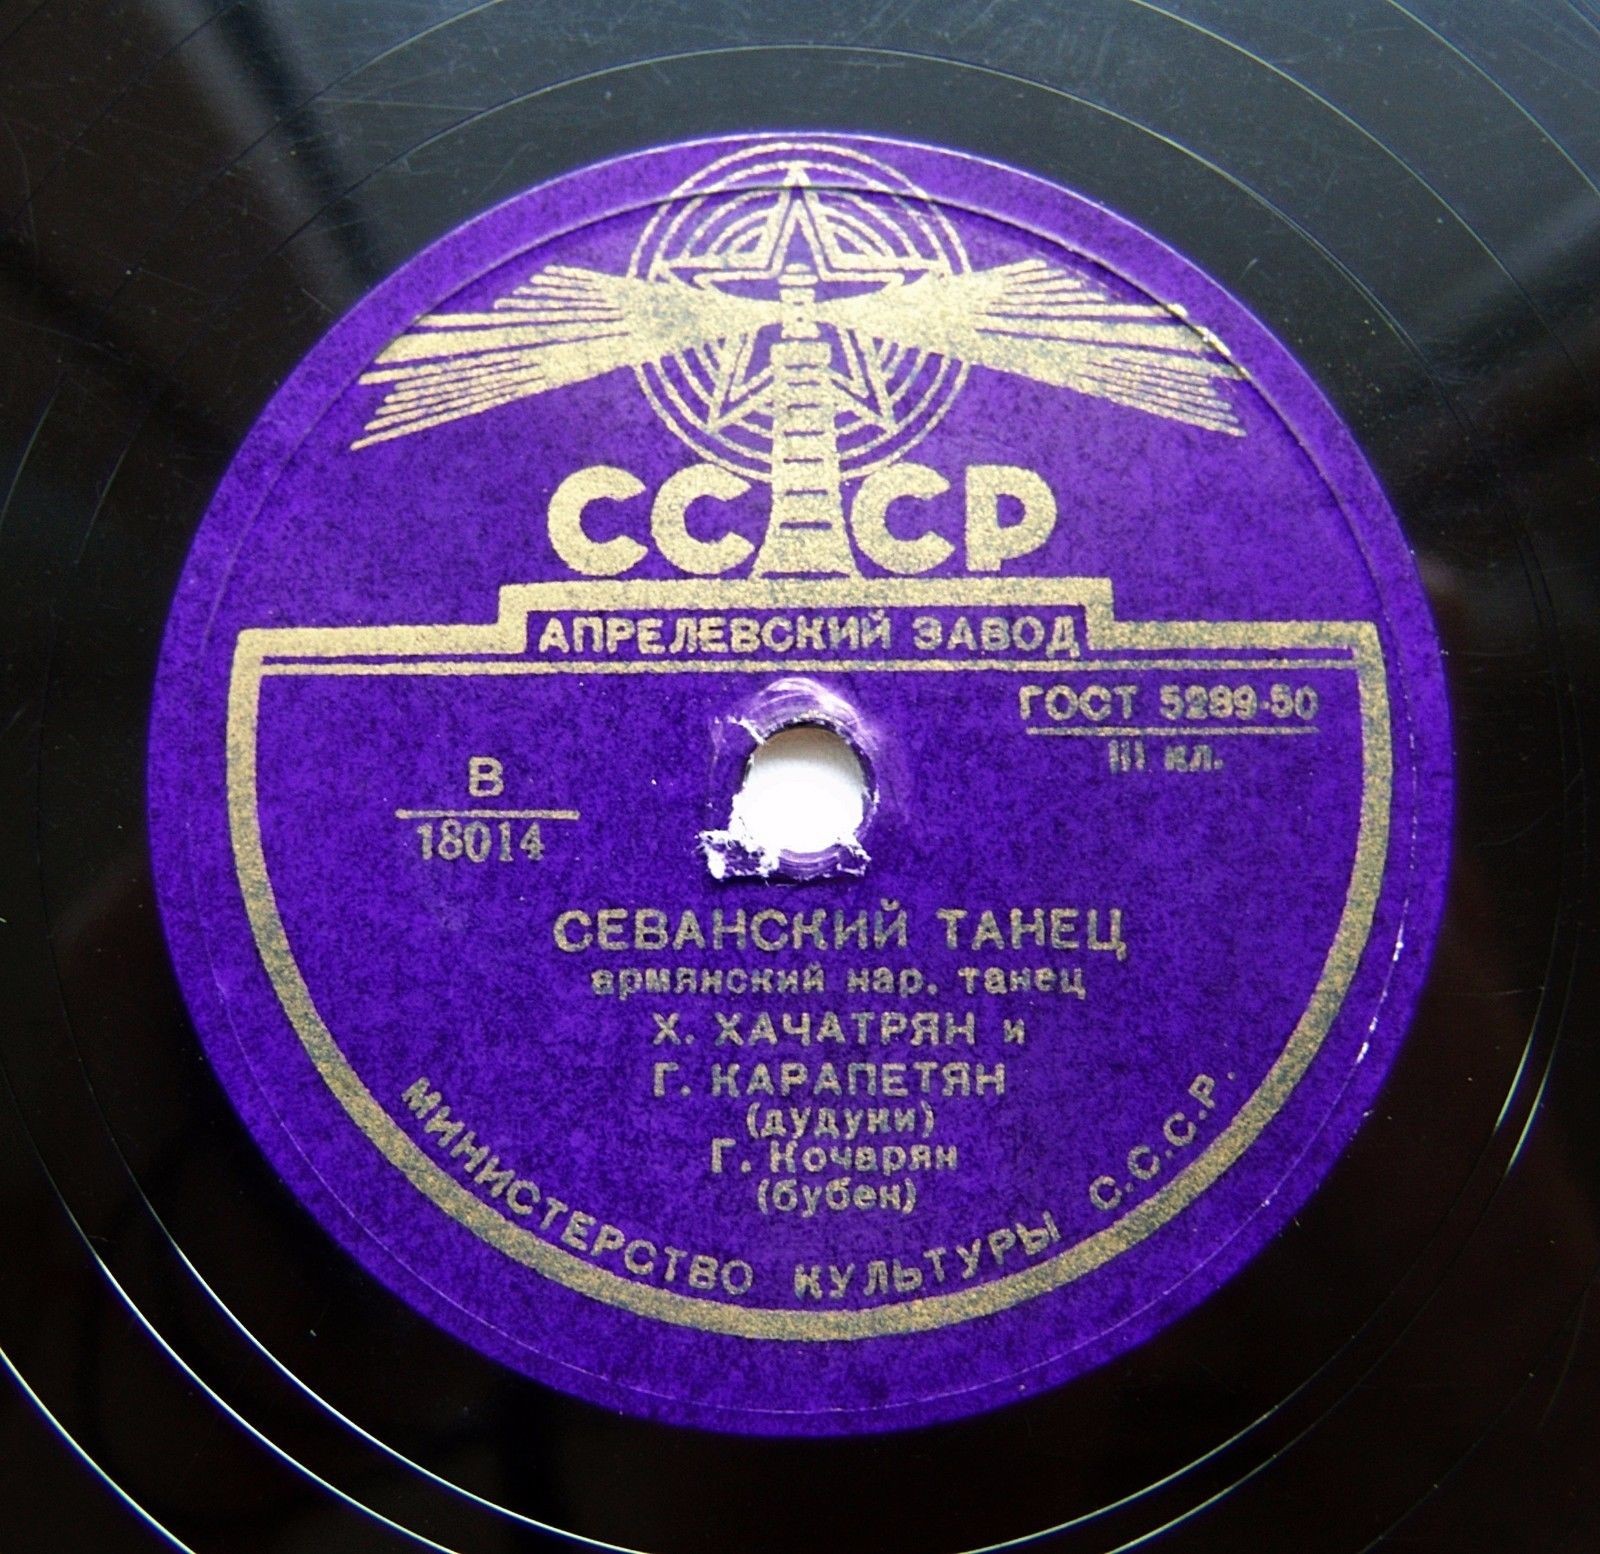 СССР
АПРЕЛЕВСКИЙ ЗАВОД
ГОСТ 5289-50
III кл.
В
18014
СЕВАНСКИЙ ТАНЕЦ
армянский нар. танец
Х. ХАЧАТРЯН и
Г. КАРАПЕТЯН
(дудуки)
Г. Кочарян
(бубен)
МИНИСТЕРСТВО КУЛЬТУРЫ С.С.С.Р.